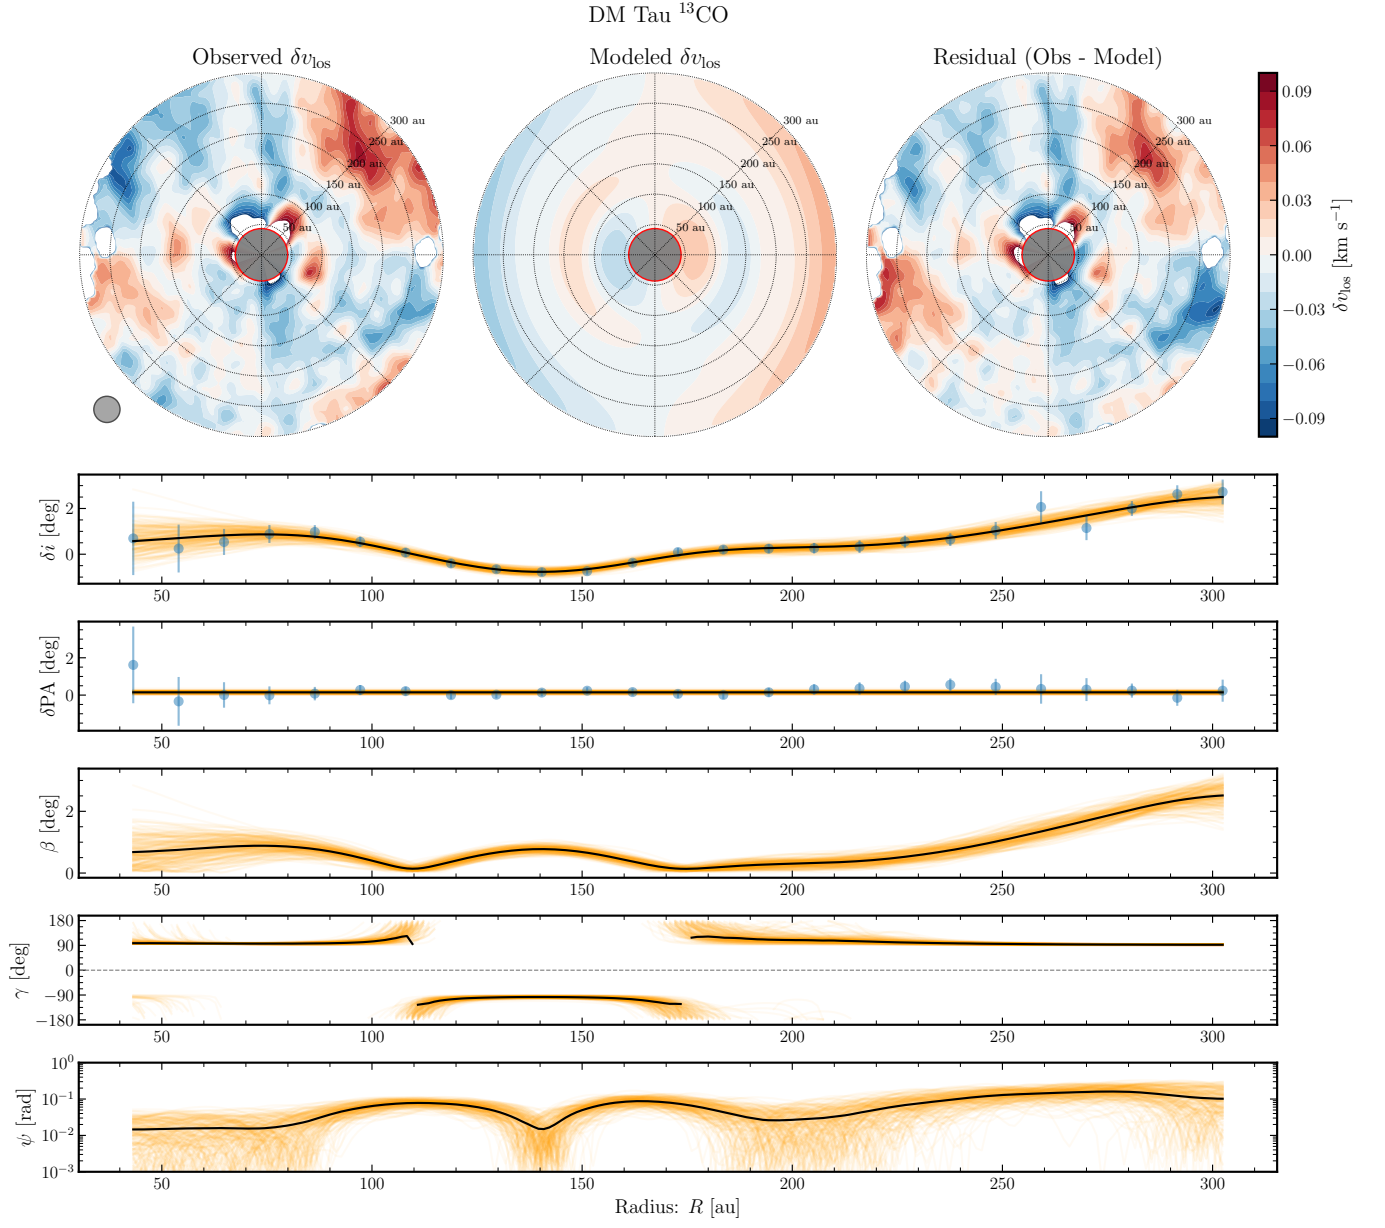 DM Tau ¹³CO
Observed δv_los
Modeled δv_los
Residual (Obs - Model)
300 au
250 au
200 au
150 au
100 au
50 au
300 au
250 au
200 au
150 au
100 au
50 au
300 au
250 au
200 au
150 au
100 au
50 au
0.09
0.06
0.03
0.00
−0.03
−0.06
−0.09
δv_los [km s⁻¹]
δi [deg]
2
0
50 100 150 200 250 300
δPA [deg]
2
0
50 100 150 200 250 300
β [deg]
2
0
50 100 150 200 250 300
γ [deg]
180
90
0
−90
−180
50 100 150 200 250 300
ψ [rad]
10⁰
10⁻¹
10⁻²
10⁻³
50 100 150 200 250 300
Radius: R [au]